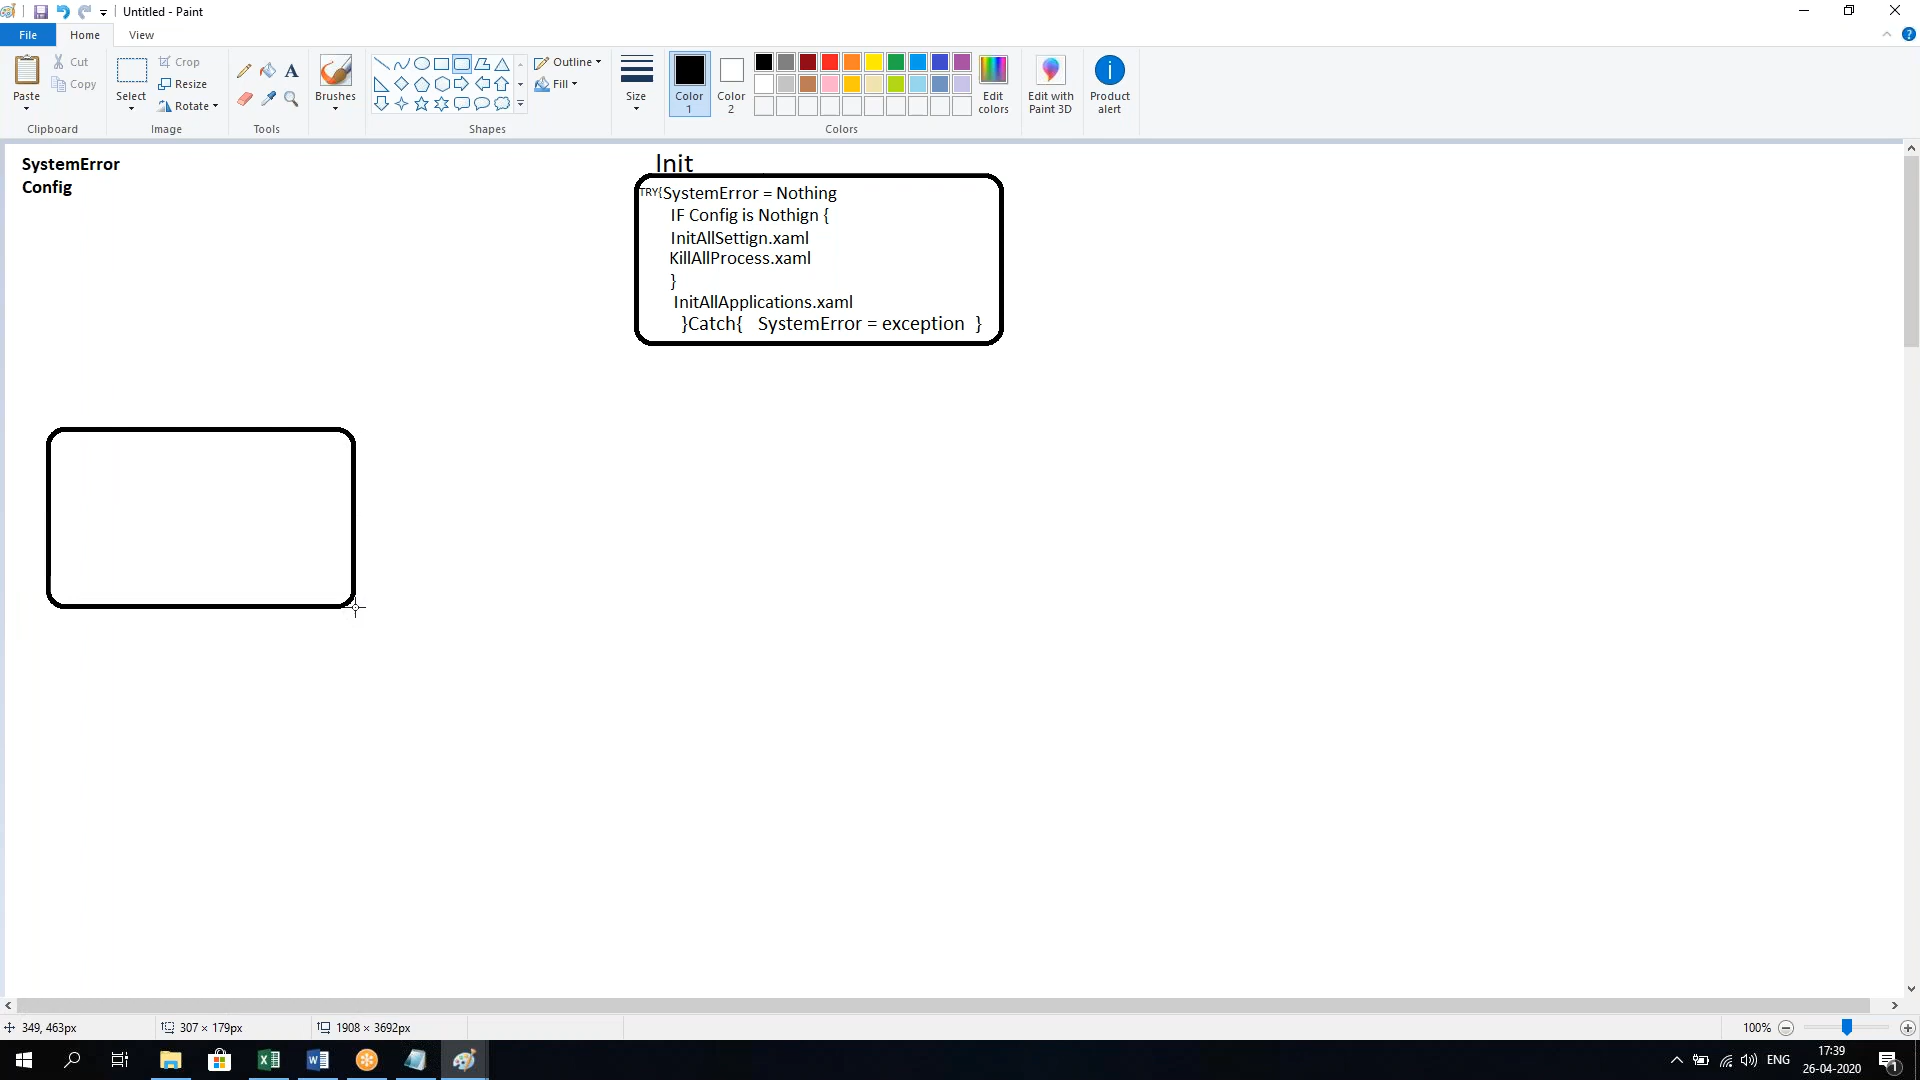 Untitled - Paint
File Home View
Paste
Cut
Copy
Clipboard
Select
Crop
Resize
Rotate
Image
Tools
Brushes
Shapes
Outline
Fill
Size
Color 1
Color 2
Colors
Edit colors
Edit with Paint 3D
Product alert
SystemError
Config
Init
TRY{SystemError = Nothing
IF Config is Nothign {
InitAllSettign.xaml
KillAllProcess.xaml
}
InitAllApplications.xaml
}Catch{ SystemError = exception }
349, 463px
307 × 179px
1908 × 3692px
100%
ENG
17:39
26-04-2020
1